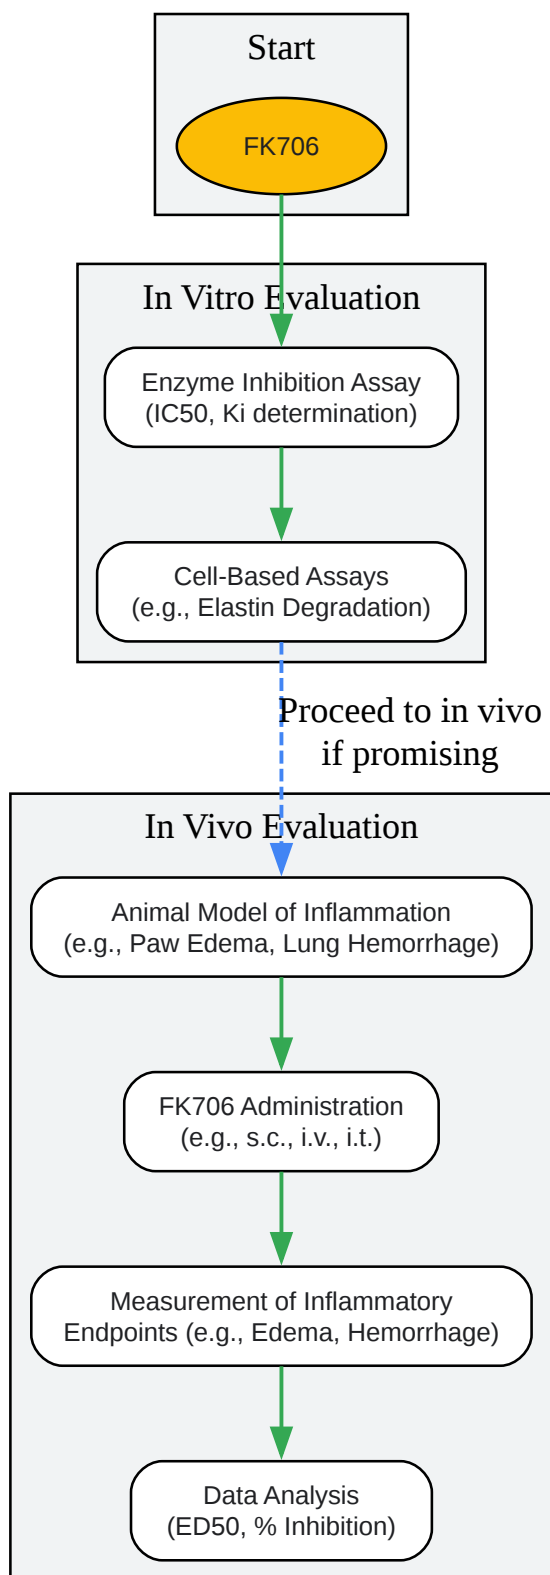 Start
FK706
In Vitro Evaluation
Enzyme Inhibition Assay
(IC50, Ki determination)
Cell-Based Assays
(e.g., Elastin Degradation)
Proceed to in vivo
if promising
In Vivo Evaluation
Animal Model of Inflammation
(e.g., Paw Edema, Lung Hemorrhage)
FK706 Administration
(e.g., s.c., i.v., i.t.)
Measurement of Inflammatory
Endpoints (e.g., Edema, Hemorrhage)
Data Analysis
(ED50, % Inhibition)